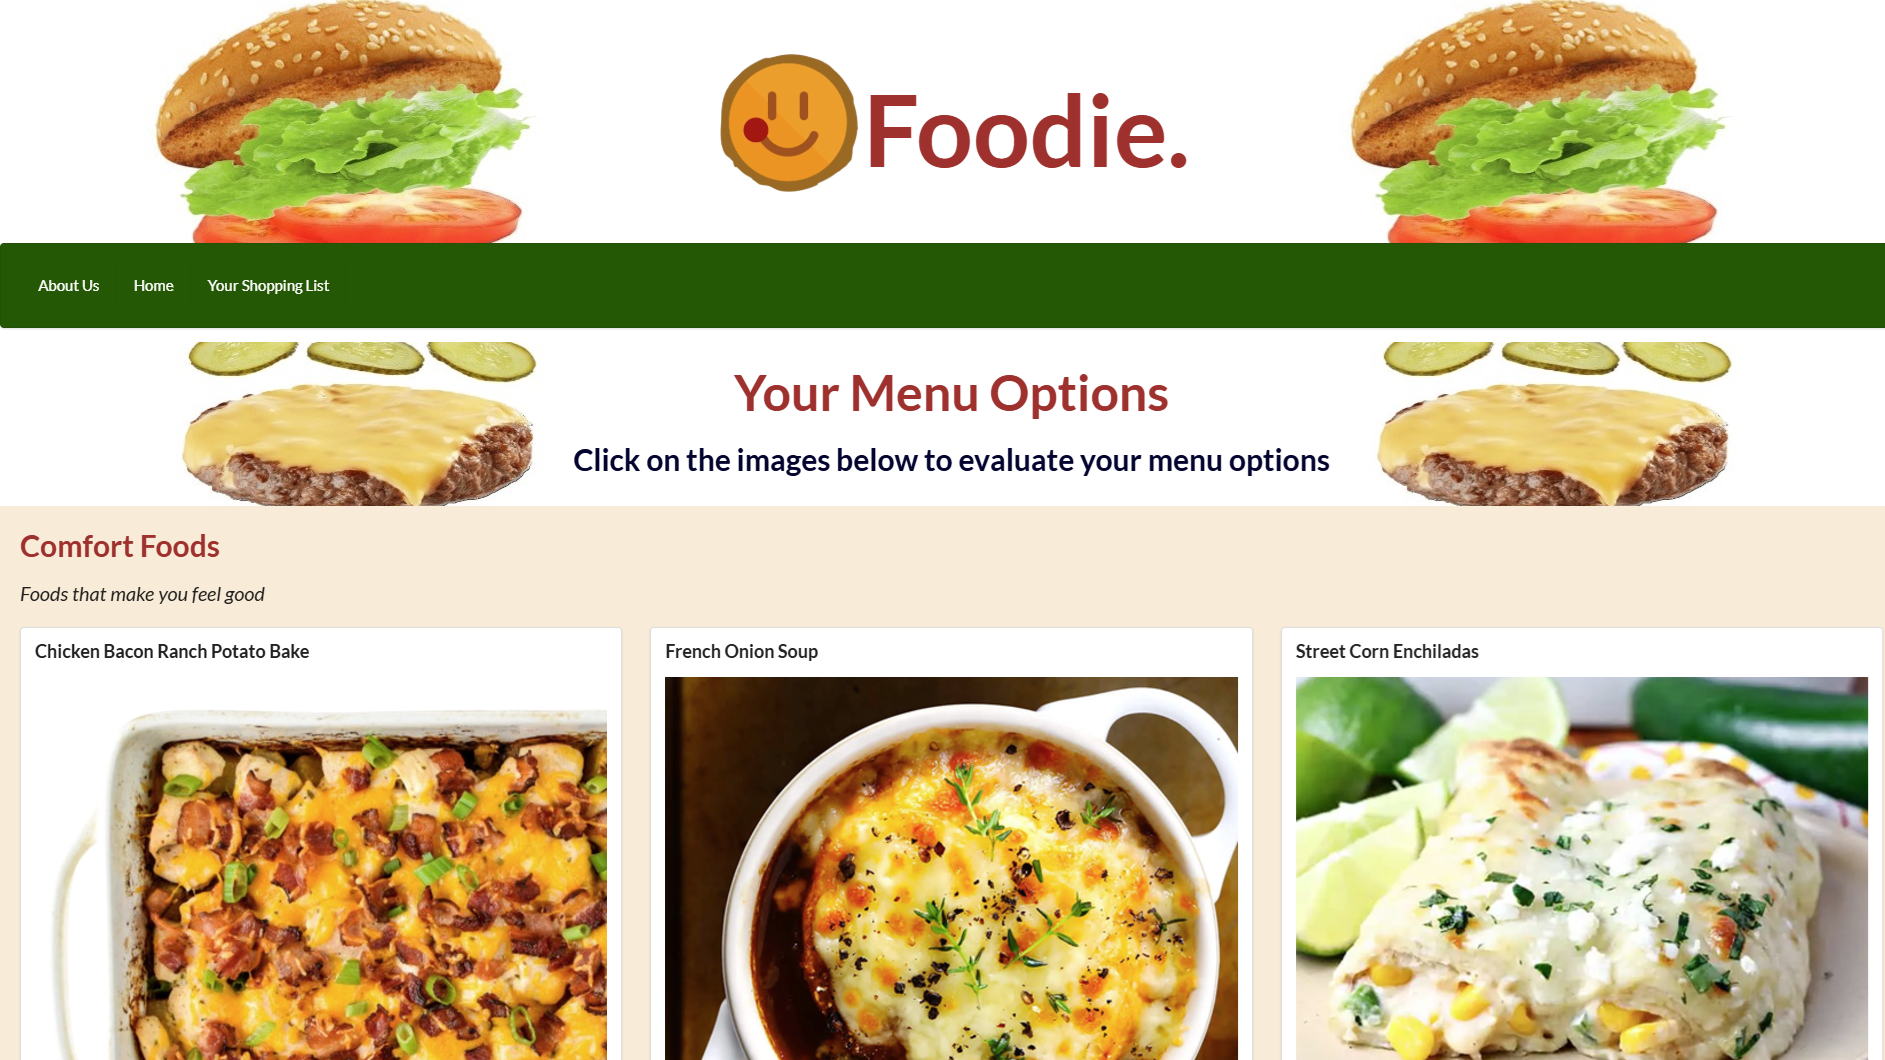 Foodie.
About Us Home Your Shopping List
Your Menu Options
Click on the images below to evaluate your menu options
Comfort Foods
Foods that make you feel good
Chicken Bacon Ranch Potato Bake
French Onion Soup
Street Corn Enchiladas